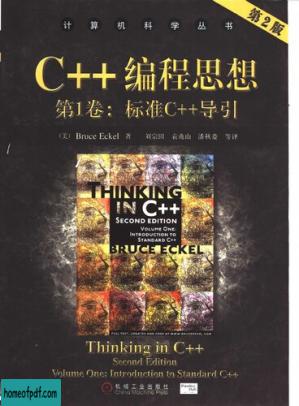 计算机科学丛书
第2版
C++编程思想
第1卷：标准C++导引
(美) Bruce Eckel 著 刘宗田 袁兆山 潘秋菱 等译
THINKING
IN C++
SECOND EDITION
VOLUME ONE:
INTRODUCTION TO
STANDARD C++
BRUCE ECKEL
Thinking in C++
Second Edition
Volume One: Introduction to Standard C++
机械工业出版社
homeofpdf.com